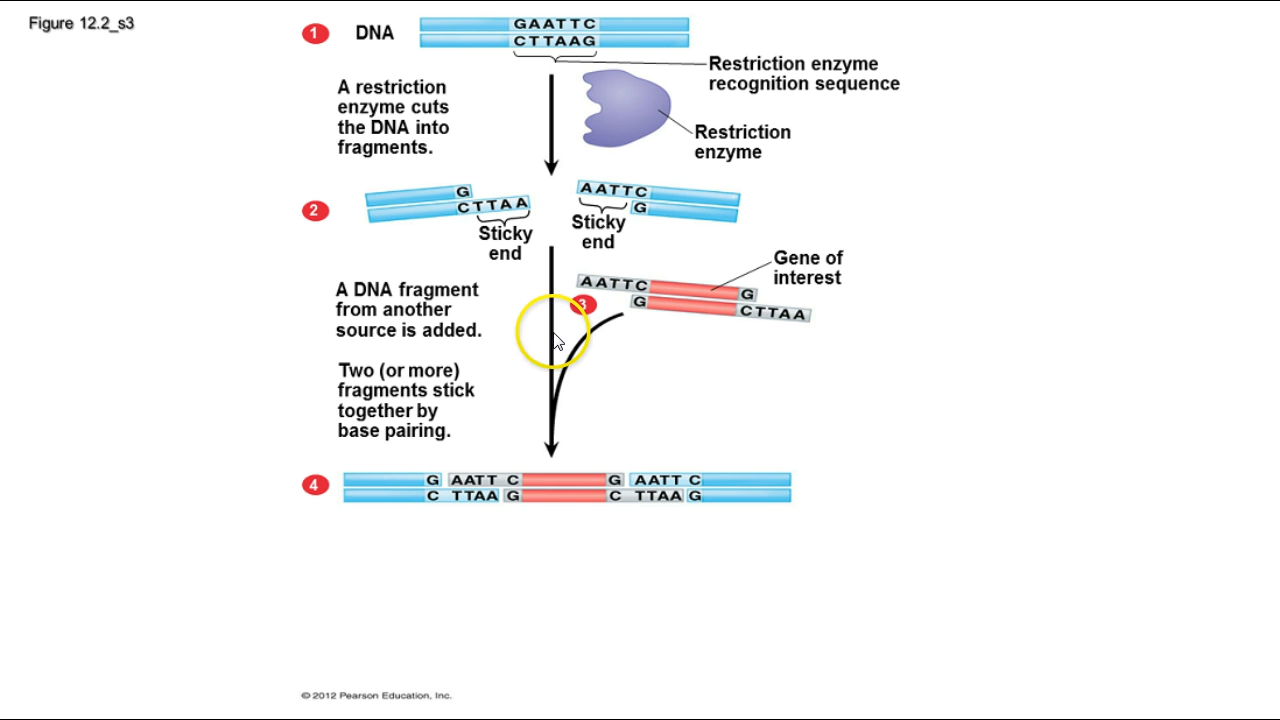 Figure 12.2_s3
1
DNA
GAATTC
CTTAAG
Restriction enzyme
recognition sequence
A restriction
enzyme cuts
the DNA into
fragments.
Restriction
enzyme
2
G
CTTAA
Sticky
end
AATTC
G
Sticky
end
Gene of
interest
A DNA fragment
from another
source is added.
3
AATTC G
G CTTAA
Two (or more)
fragments stick
together by
base pairing.
4
G AATT C G AATT C
C TTAA G C TTAA G
© 2012 Pearson Education, Inc.